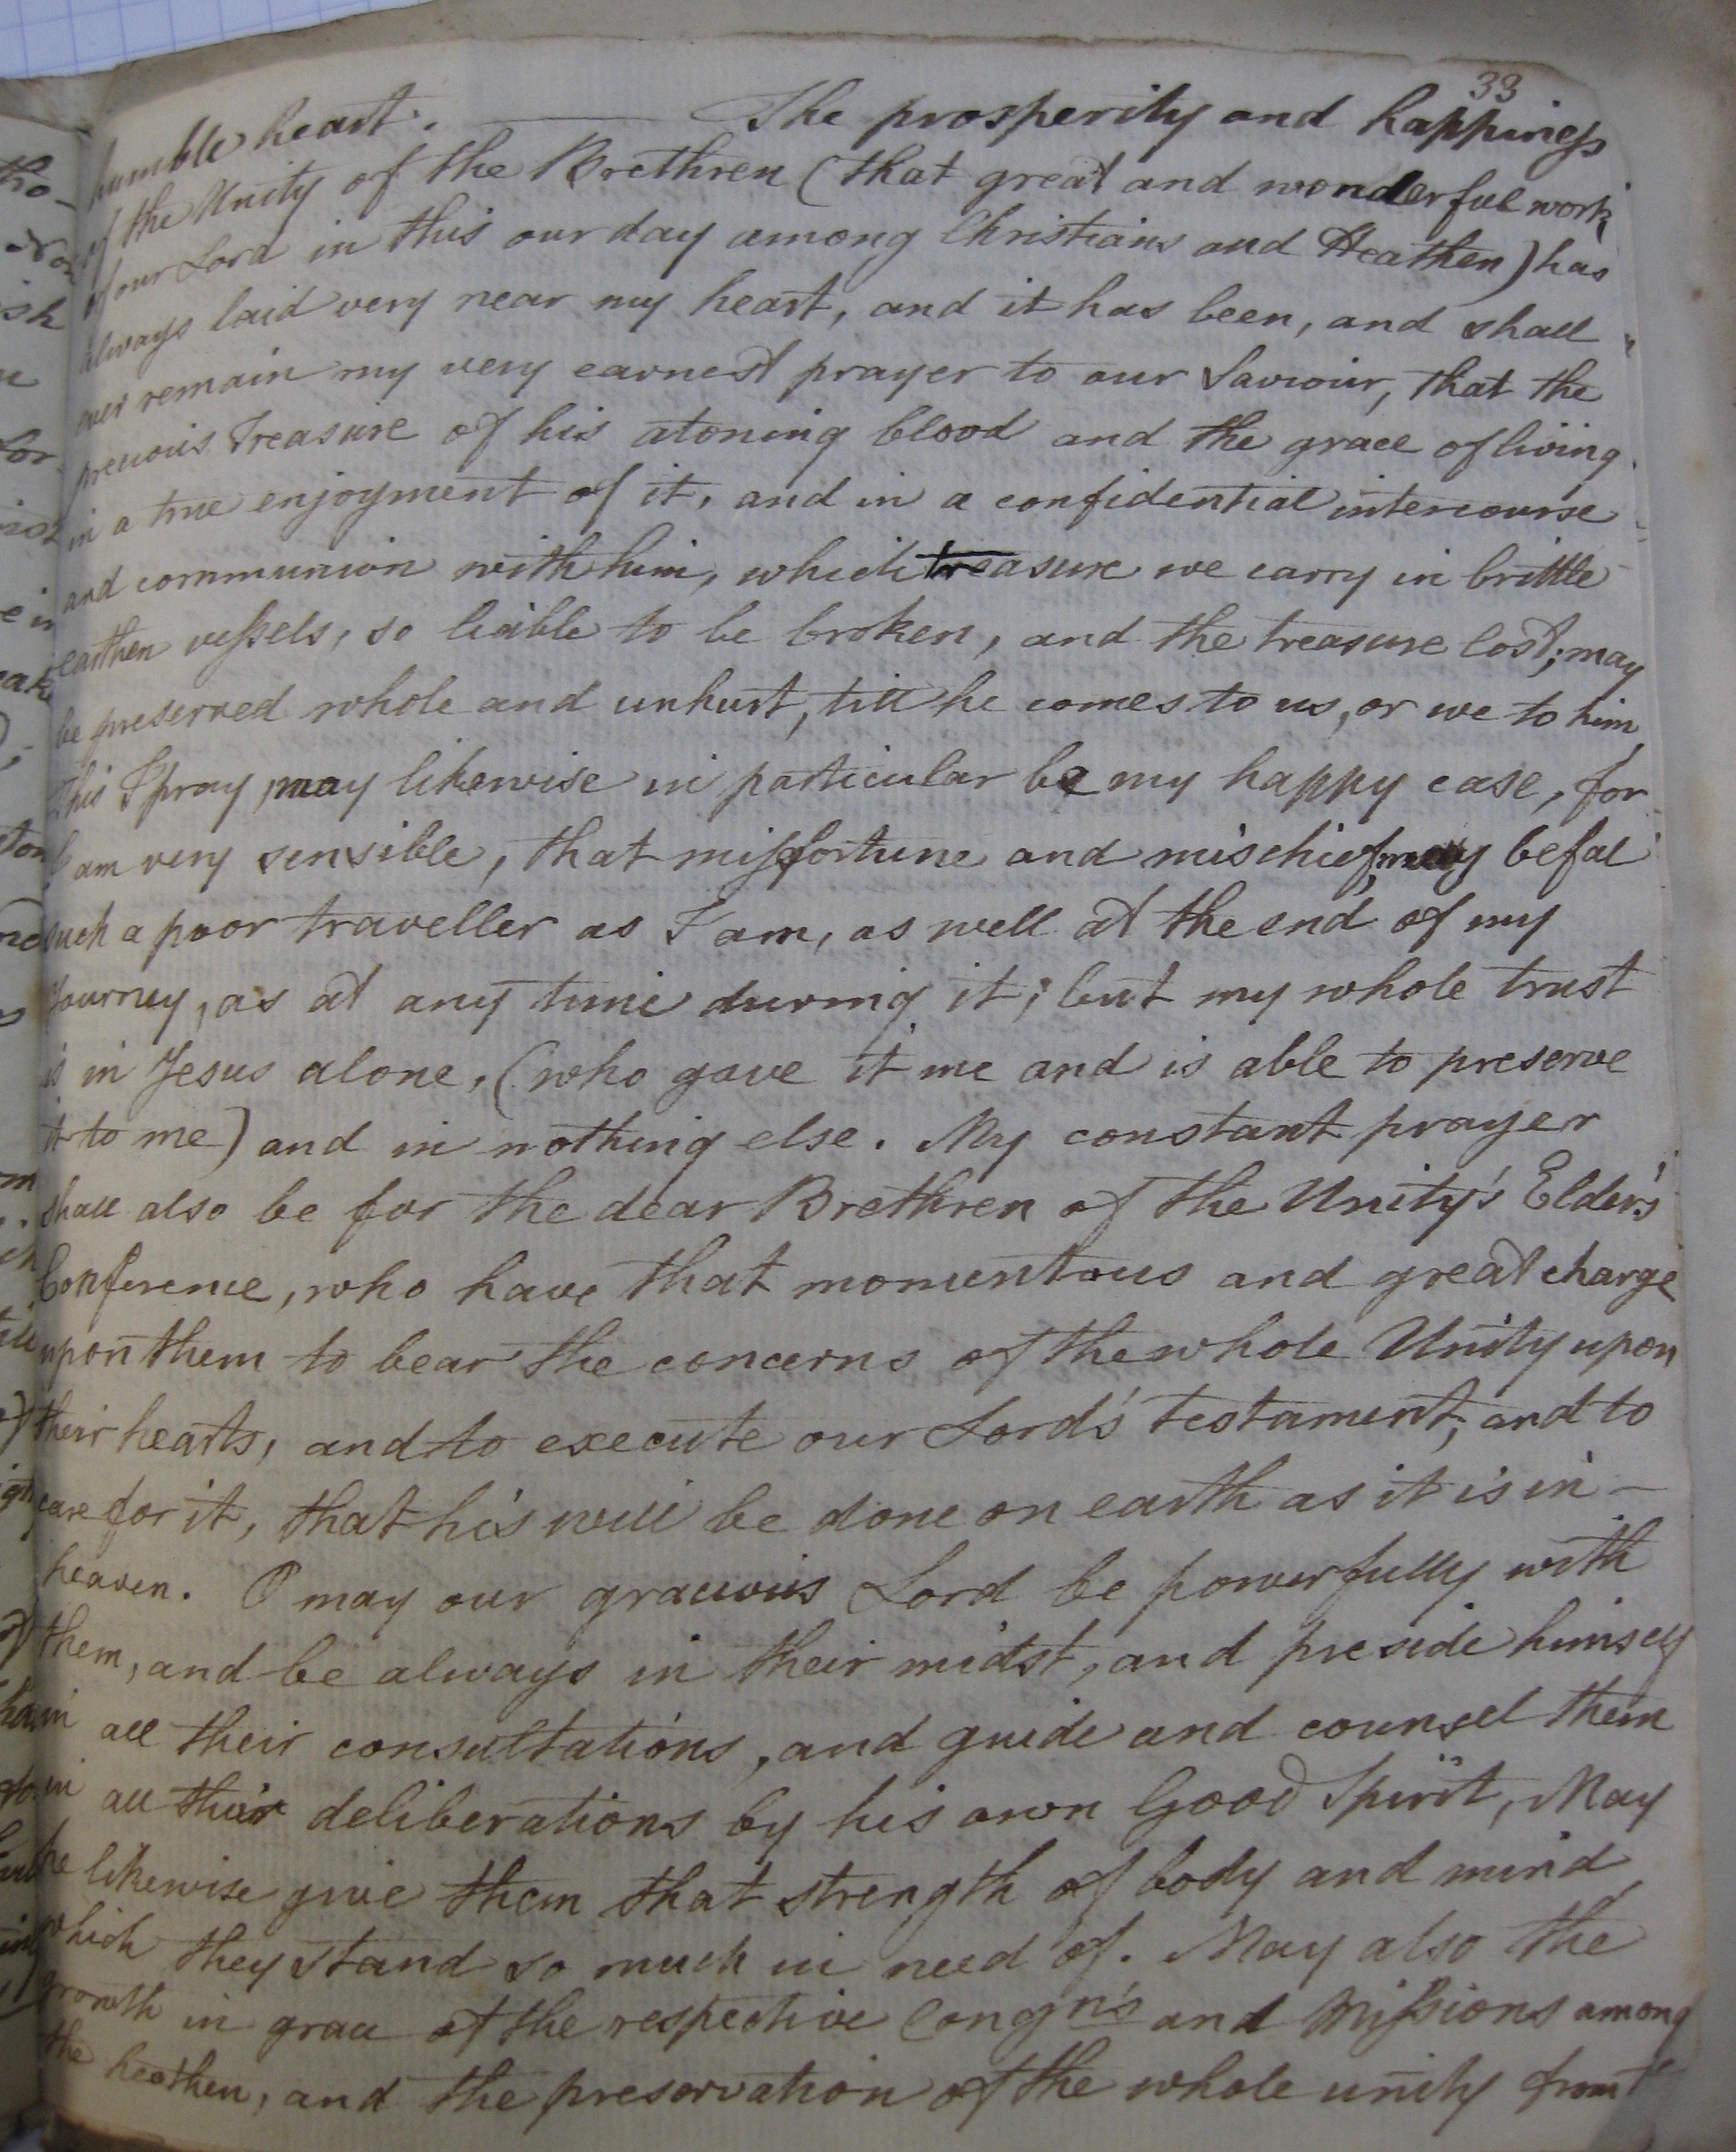 33
humble heart. ——— The prosperity and happiness
of the Unity of the Brethren (that great and wonderful work
of our Lord in this our day among Christians and Heathen) has
always laid very near my heart, and it has been, and shall
ever remain my very earnest prayer to our Saviour, that the
precious Treasure of his atoning blood and the grace of living
in a true enjoyment of it, and in a confidential intercourse
and communion with him, which treasure we carry in brittle
earthen vessels, so liable to be broken, and the treasure lost; may
be preserved whole and unhurt, till he comes to us, or we to him
This I pray, may likewise in particular be my happy case, for
I am very sensible, that misfortune and mischief may befal
such a poor traveller as I am, as well at the end of my
Journey, as at any time during it; but my whole trust
is in Jesus alone, (who gave it me and is able to preserve
it to me) and in nothing else. My constant prayer
shall also be for the dear Brethren of the Unity's Elder's
Conference, who have that momentous and great charge
upon them to bear the concerns of the whole Unity upon
their hearts, and to execute our Lord's testament, and to
care for it, that his will be done on earth as it is in -
heaven. O may our gracious Lord be powerfully with
them, and be always in their midst, and preside himself
in all their consultations, and guide and counsel them
in all their deliberations by his own Good Spirit, May
he likewise give them that strength of body and mind
which they stand so much in need of. May also the
growth in grace of the respective Congn's and Missions among
the heathen, and the preservation of the whole unity from